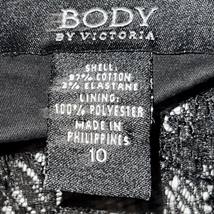 BODY
BY VICTORIA
SHELL:
97% COTTON
3% ELASTANE
LINING:
100% POLYESTER
MADE IN
PHILIPPINES
10